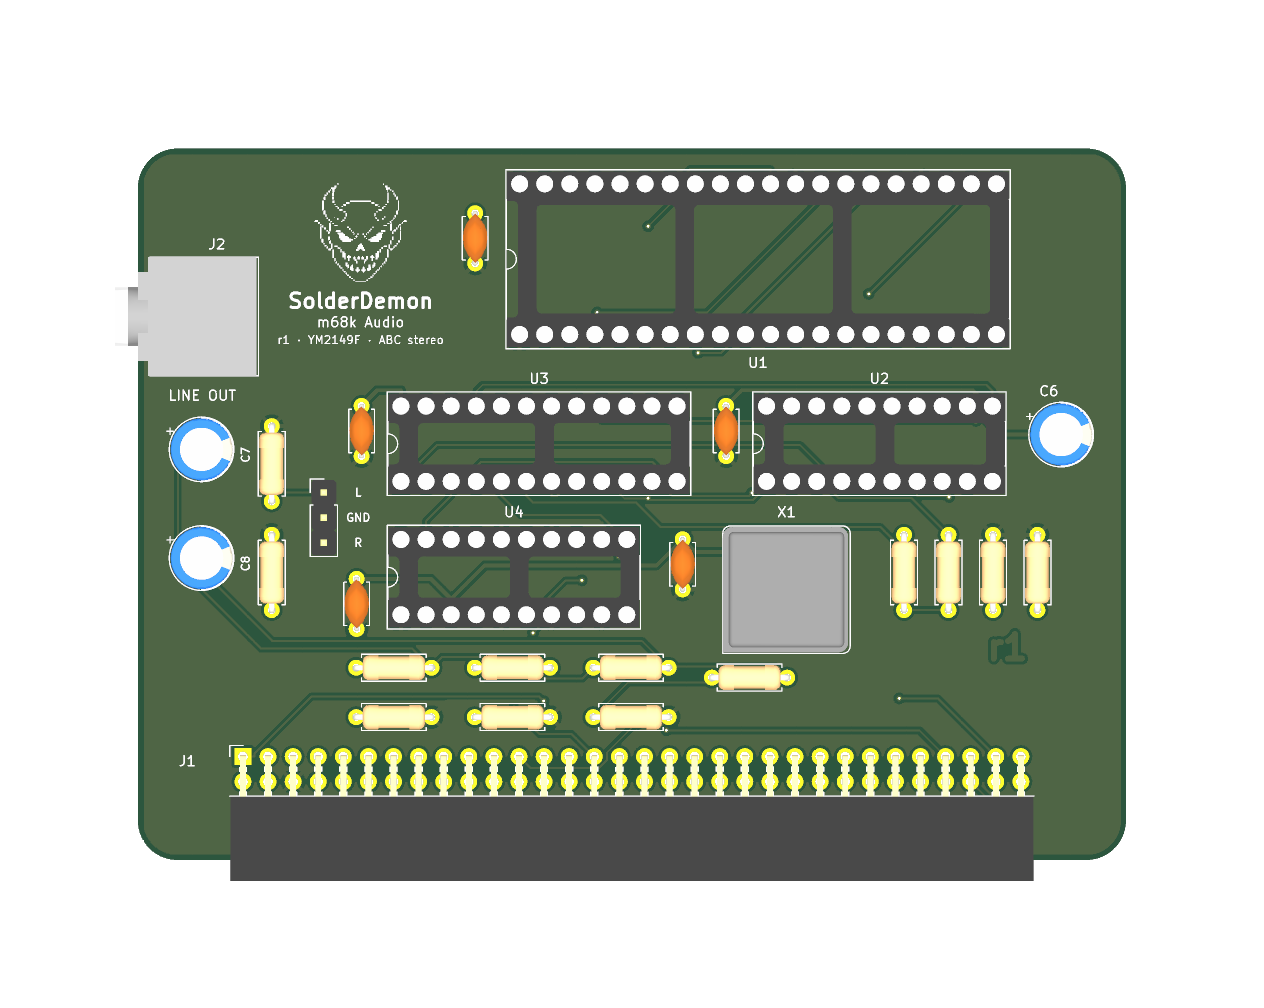 J2
SolderDemon
m68k Audio
r1 · YM2149F · ABC stereo
U1
LINE OUT
U3
U2
C6
+
+
C7
L
GND
R
U4
X1
+
C8
J1